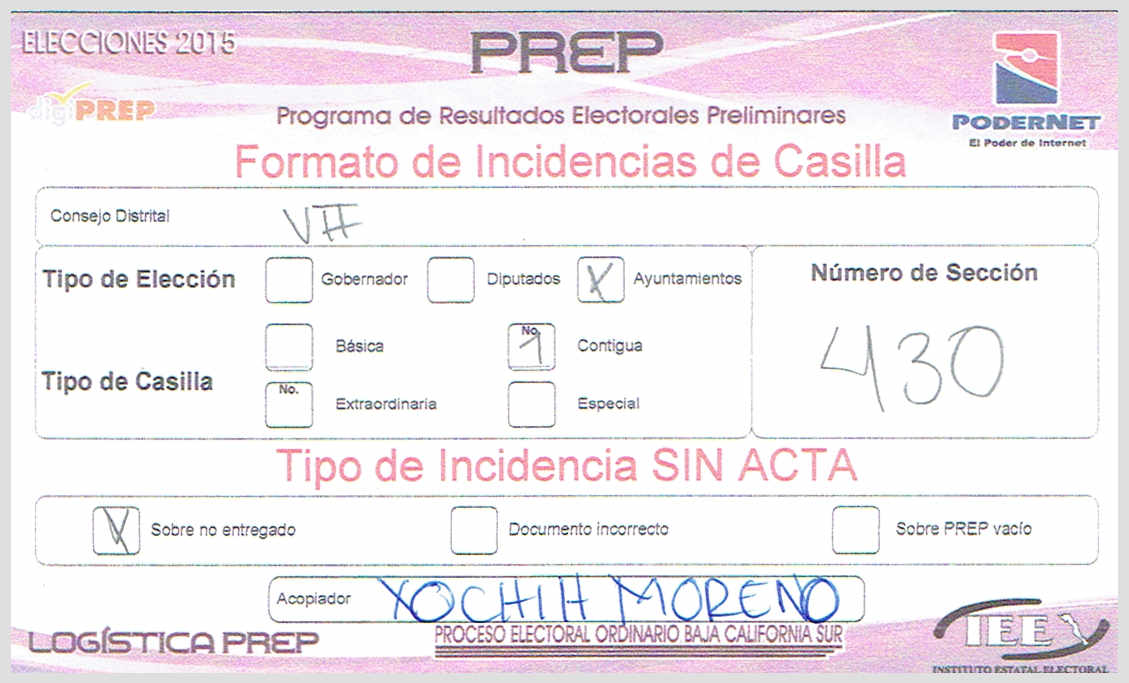 ELECCIONES 2015
PREP
digiPREP
Programa de Resultados Electorales Preliminares
PODERNET
El Poder de Internet
Formato de Incidencias de Casilla
Consejo Distrital VII
Tipo de Elección Gobernador Diputados X Ayuntamientos
Número de Sección
430
Tipo de Casilla
Básica No. 1 Contigua
No. Extraordinaria Especial
Tipo de Incidencia SIN ACTA
Sobre no entregado Documento incorrecto Sobre PREP vacío
Acopiador XOCHIH MORENO
LOGÍSTICA PREP
PROCESO ELECTORAL ORDINARIO BAJA CALIFORNIA SUR
IEE
INSTITUTO ESTATAL ELECTORAL